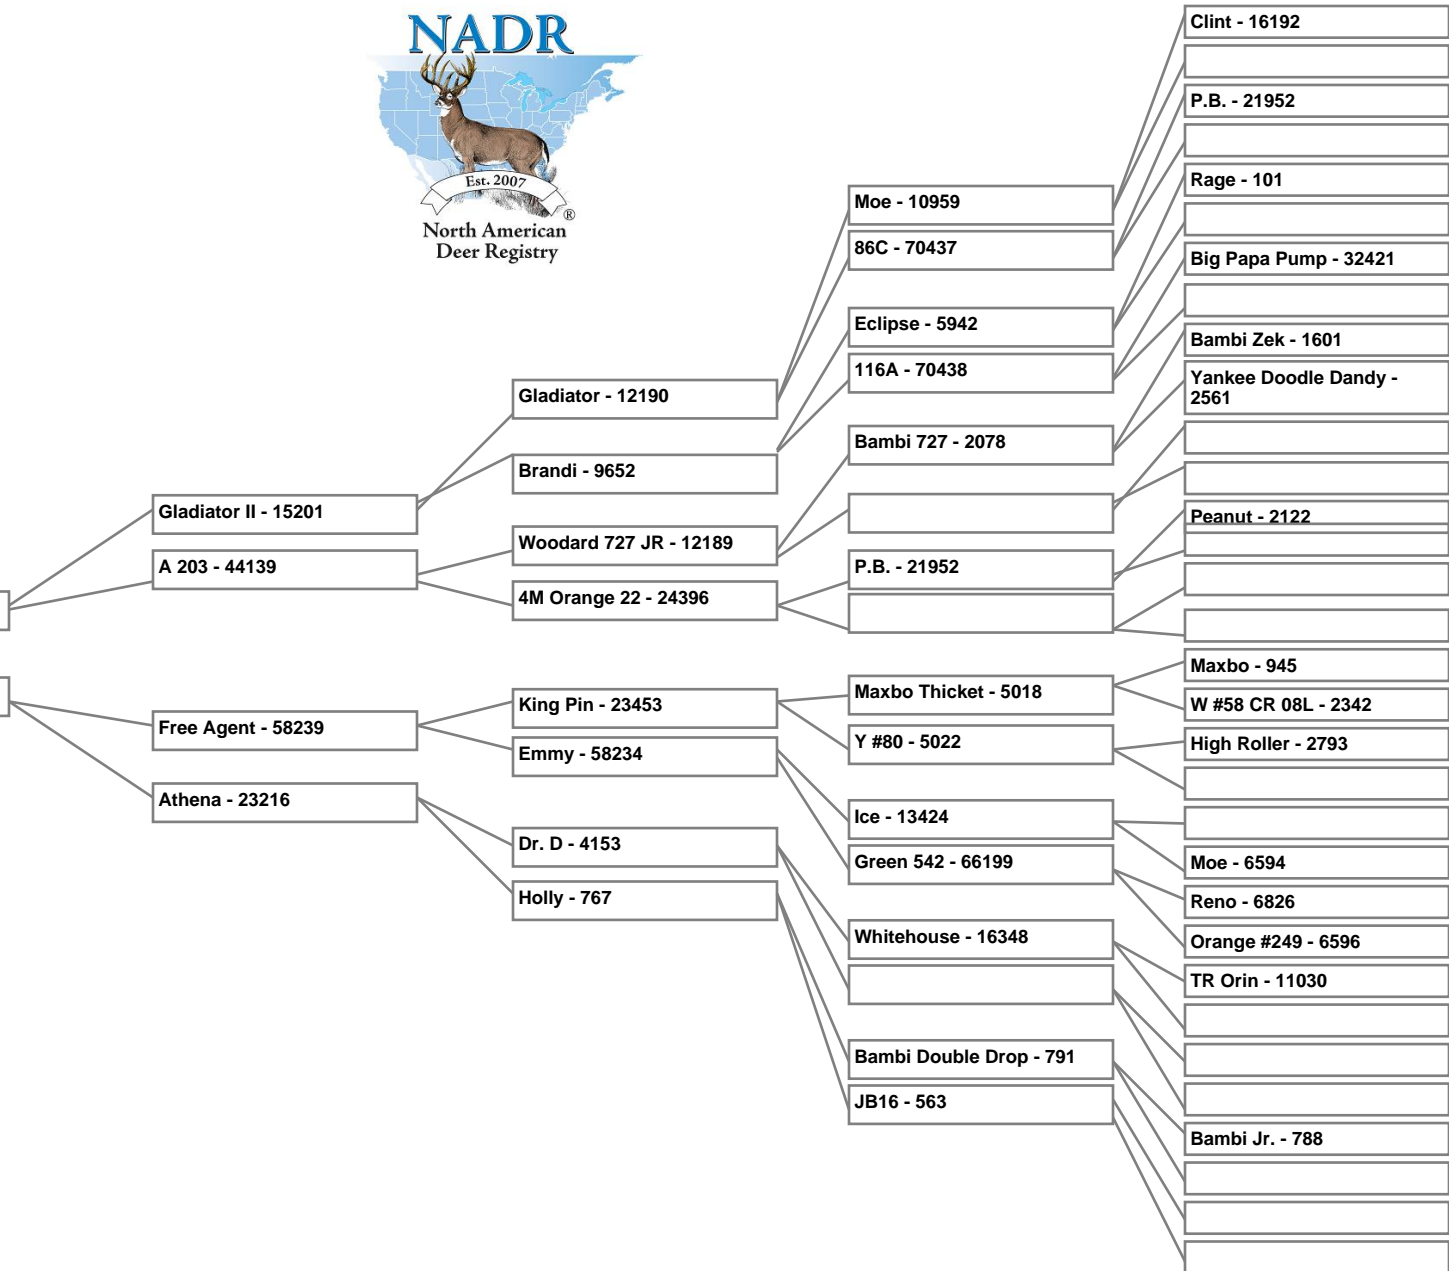 NADR
Est. 2007
®
North American
Deer Registry
Gladiator II - 15201
A 203 - 44139
Free Agent - 58239
Athena - 23216
Gladiator - 12190
Brandi - 9652
Woodard 727 JR - 12189
4M Orange 22 - 24396
King Pin - 23453
Emmy - 58234
Dr. D - 4153
Holly - 767
Moe - 10959
86C - 70437
Eclipse - 5942
116A - 70438
Bambi 727 - 2078
P.B. - 21952
Maxbo Thicket - 5018
Y #80 - 5022
Ice - 13424
Green 542 - 66199
Whitehouse - 16348
Bambi Double Drop - 791
JB16 - 563
Clint - 16192
P.B. - 21952
Rage - 101
Big Papa Pump - 32421
Bambi Zek - 1601
Yankee Doodle Dandy -
2561
Peanut - 2122
Maxbo - 945
W #58 CR 08L - 2342
High Roller - 2793
Moe - 6594
Reno - 6826
Orange #249 - 6596
TR Orin - 11030
Bambi Jr. - 788